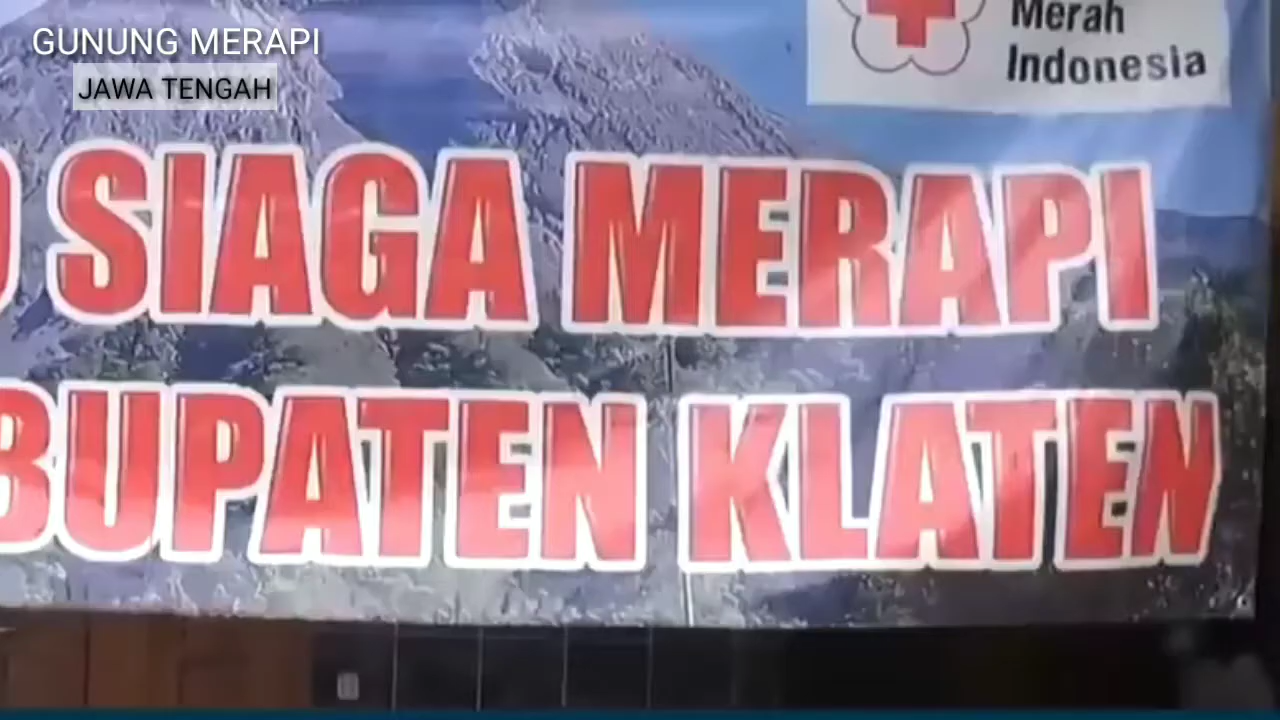 GUNUNG MERAPI
JAWA TENGAH
Merah
Indonesia
SIAGA MERAPI
BUPATEN KLATEN